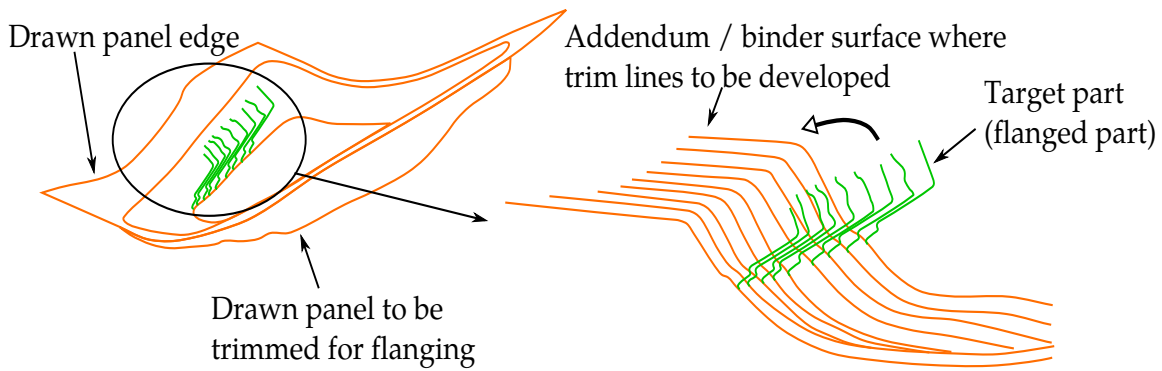 Drawn panel edge
Addendum / binder surface where
trim lines to be developed
Target part
(flanged part)
Drawn panel to be
trimmed for flanging